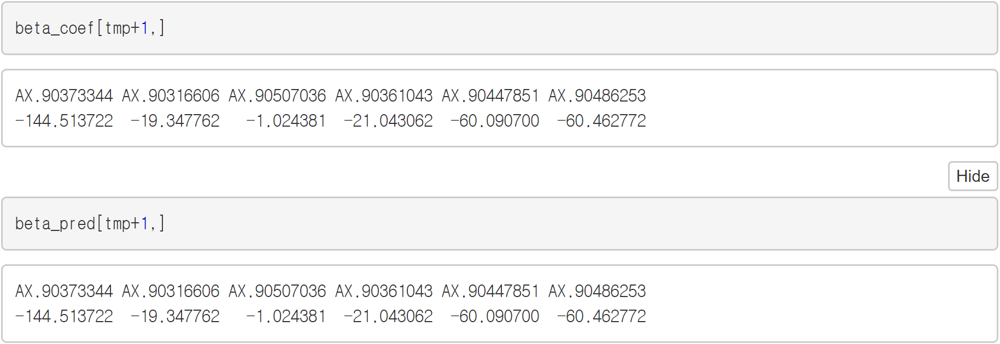 beta_coef[tmp+1,]
AX.90373344 AX.90316606 AX.90507036 AX.90361043 AX.90447851 AX.90486253
-144.513722 -19.347762 -1.024381 -21.043062 -60.090700 -60.462772
Hide
beta_pred[tmp+1,]
AX.90373344 AX.90316606 AX.90507036 AX.90361043 AX.90447851 AX.90486253
-144.513722 -19.347762 -1.024381 -21.043062 -60.090700 -60.462772